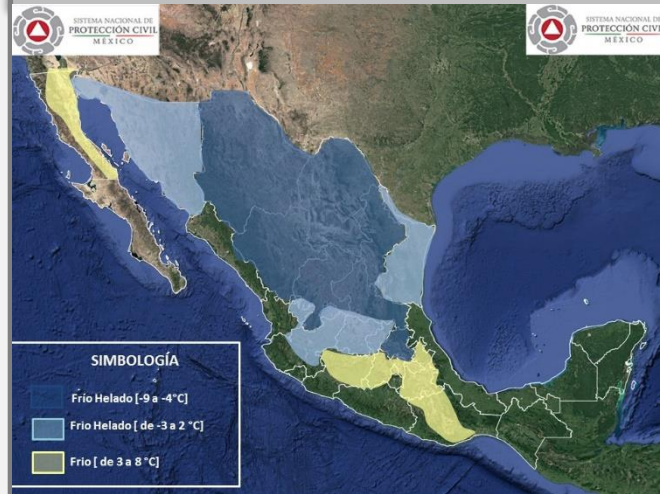 SISTEMA NACIONAL DE
PROTECCIÓN CIVIL
MÉXICO
SISTEMA NACIONAL DE
PROTECCIÓN CIVIL
MÉXICO
SIMBOLOGÍA
Frío Helado [-9 a -4°C]
Frío Helado [ de -3 a 2 °C]
Frio [ de 3 a 8 °C]